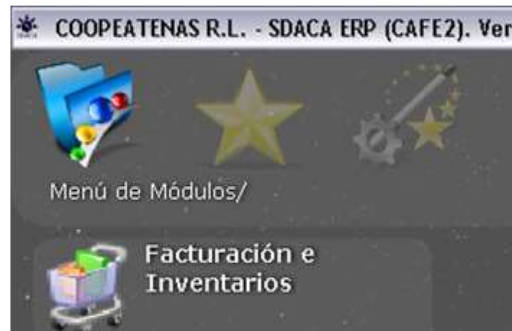 COOPEATENAS R.L. - SDACA ERP (CAFE2). Ver
Menú de Módulos/
Facturación e
Inventarios